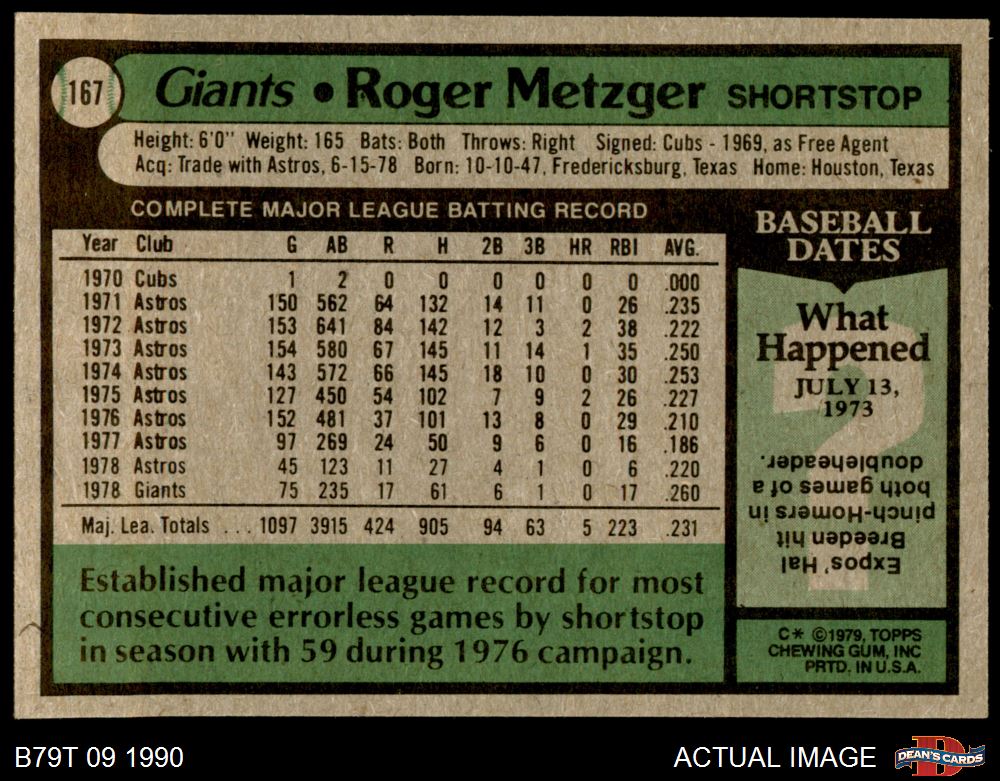 167
Giants • Roger Metzger SHORTSTOP
Height: 6'0" Weight: 165 Bats: Both Throws: Right Signed: Cubs - 1969, as Free Agent
Acq: Trade with Astros, 6-15-78 Born: 10-10-47, Fredericksburg, Texas Home: Houston, Texas
COMPLETE MAJOR LEAGUE BATTING RECORD
Year Club G AB R H 2B 3B HR RBI AVG.
1970 Cubs 1 2 0 0 0 0 0 0 .000
1971 Astros 150 562 64 132 14 11 0 26 .235
1972 Astros 153 641 84 142 12 3 2 38 .222
1973 Astros 154 580 67 145 11 14 1 35 .250
1974 Astros 143 572 66 145 18 10 0 30 .253
1975 Astros 127 450 54 102 7 9 2 26 .227
1976 Astros 152 481 37 101 13 8 0 29 .210
1977 Astros 97 269 24 50 9 6 0 16 .186
1978 Astros 45 123 11 27 4 1 0 6 .220
1978 Giants 75 235 17 61 6 1 0 17 .260
Maj. Lea. Totals ... 1097 3915 424 905 94 63 5 223 .231
Established major league record for most
consecutive errorless games by shortstop
in season with 59 during 1976 campaign.
BASEBALL
DATES
What
Happened
JULY 13,
1973
?
Expos' Hal
Breeden hit
pinch-Homers in
both games of a
doubleheader.
C* ©1979, TOPPS
CHEWING GUM, INC
PRTD. IN U.S.A.
B79T 09 1990
ACTUAL IMAGE
D
DEAN'S CARDS